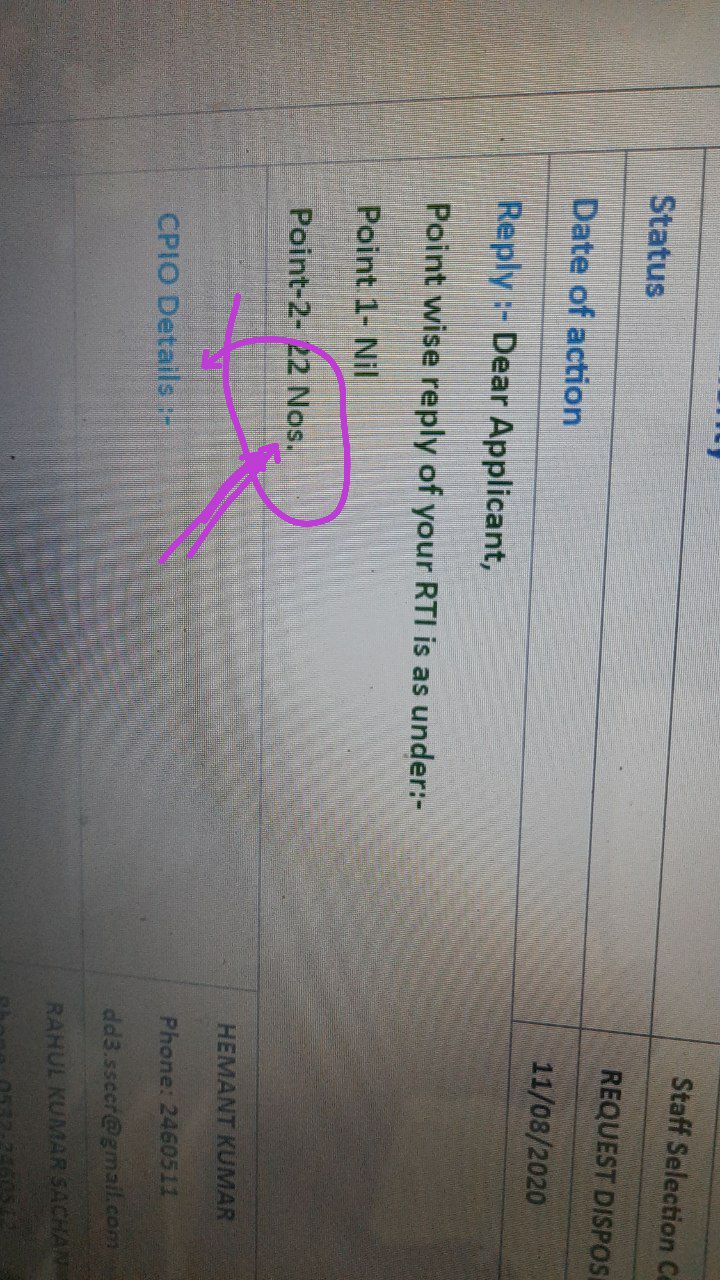 Staff Selection C
Status
REQUEST DISPOS
Date of action
11/08/2020
Reply :- Dear Applicant,
Point wise reply of your RTI is as under:-
Point 1- Nil
Point-2- 22 Nos.
HEMANT KUMAR
CPIO Details :-
Phone: 2460511
dd3.sscr@gmail.com
RAHUL KUMAR SACHAN